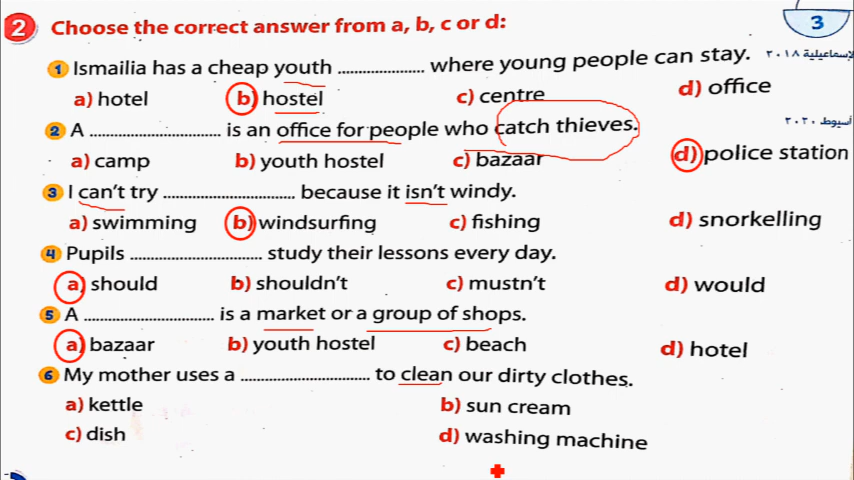 2 Choose the correct answer from a, b, c or d:
3
1 Ismailia has a cheap youth ................... where young people can stay.
الإسماعيلية ٢٠١٨
a) hotel b) hostel c) centre d) office
2 A ............................. is an office for people who catch thieves.
أسيوط ٢٠٢٠
a) camp b) youth hostel c) bazaar d) police station
3 I can't try ............................. because it isn't windy.
a) swimming b) windsurfing c) fishing d) snorkelling
4 Pupils ............................. study their lessons every day.
a) should b) shouldn't c) mustn't d) would
5 A ............................. is a market or a group of shops.
a) bazaar b) youth hostel c) beach d) hotel
6 My mother uses a ............................. to clean our dirty clothes.
a) kettle b) sun cream
c) dish d) washing machine